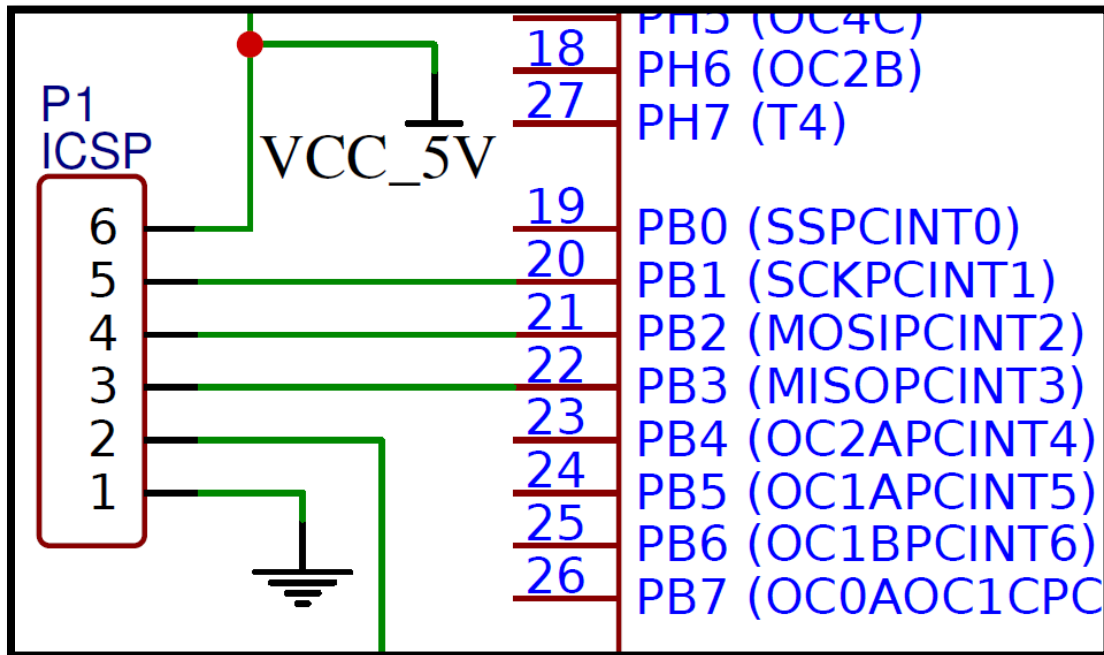 PH5 (OC4C)
18
PH6 (OC2B)
27
PH7 (T4)
P1
ICSP
VCC_5V
6
5
4
3
2
1
19
PB0 (SSPCINT0)
20
PB1 (SCKPCINT1)
21
PB2 (MOSIPCINT2)
22
PB3 (MISOPCINT3)
23
PB4 (OC2APCINT4)
24
PB5 (OC1APCINT5)
25
PB6 (OC1BPCINT6)
26
PB7 (OC0AOC1CPC